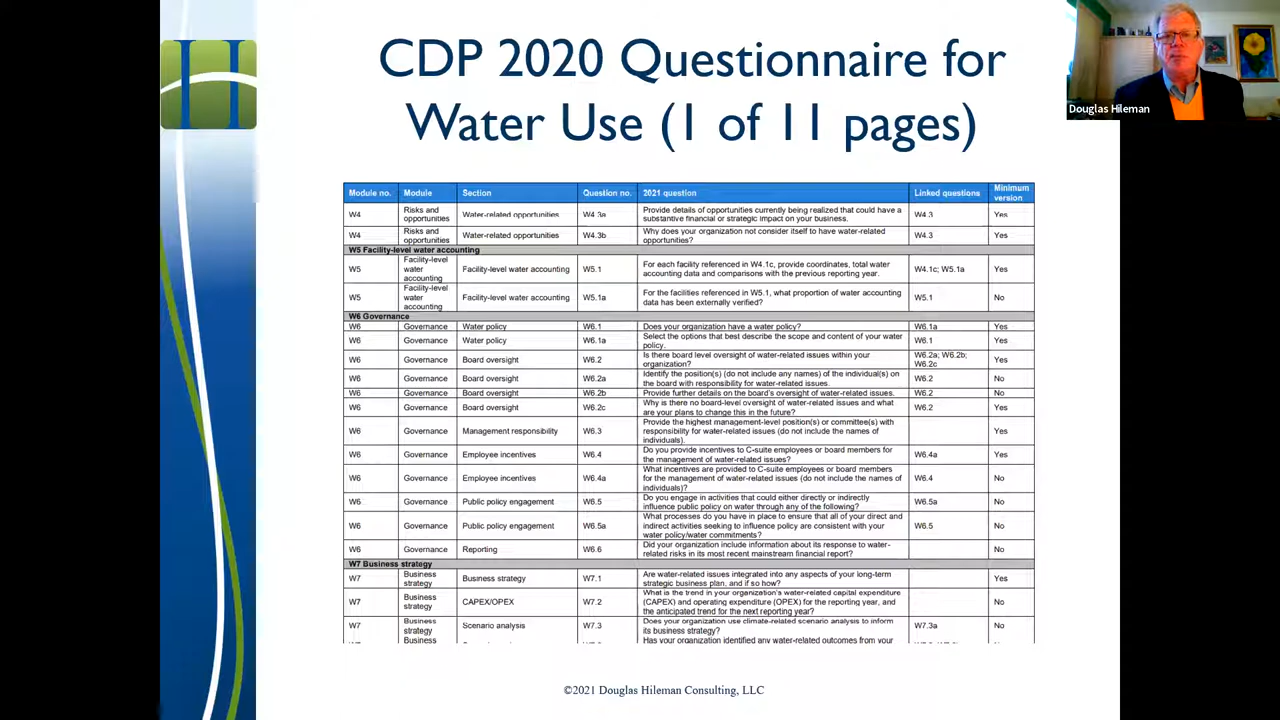 CDP 2020 Questionnaire for
Water Use (1 of 11 pages)
Douglas Hileman
Module no. Module Section Question no. 2021 question Linked questions Minimum version
W4 Risks and opportunities Water-related opportunities W4.3a Provide details of opportunities currently being realized that could have a substantive financial or strategic impact on your business. W4.3 Yes
W4 Risks and opportunities Water-related opportunities W4.3b Why does your organization not consider itself to have water-related opportunities? W4.3 Yes
W5 Facility-level water accounting
W5 Facility-level water accounting Facility-level water accounting W5.1 For each facility referenced in W4.1c, provide coordinates, total water accounting data and comparisons with the previous reporting year. W4.1c; W5.1a Yes
W5 Facility-level water accounting Facility-level water accounting W5.1a For the facilities referenced in W5.1, what proportion of water accounting data has been externally verified? W5.1 No
W6 Governance
W6 Governance Water policy W6.1 Does your organization have a water policy? W6.1a Yes
W6 Governance Water policy W6.1a Select the options that best describe the scope and content of your water policy. W6.1 Yes
W6 Governance Board oversight W6.2 Is there board level oversight of water-related issues within your organization? W6.2a; W6.2b; W6.2c Yes
W6 Governance Board oversight W6.2a Identify the position(s) (do not include any names) of the individual(s) on the board with responsibility for water-related issues. W6.2 No
W6 Governance Board oversight W6.2b Provide further details on the board's oversight of water-related issues. W6.2 No
W6 Governance Board oversight W6.2c Why is there no board-level oversight of water-related issues and what are your plans to change this in the future? W6.2 Yes
W6 Governance Management responsibility W6.3 Provide the highest management-level position(s) or committee(s) with responsibility for water-related issues (do not include the names of individuals). Yes
W6 Governance Employee incentives W6.4 Do you provide incentives to C-suite employees or board members for the management of water-related issues? W6.4a Yes
W6 Governance Employee incentives W6.4a What incentives are provided to C-suite employees or board members for the management of water-related issues (do not include the names of individuals)? W6.4 No
W6 Governance Public policy engagement W6.5 Do you engage in activities that could either directly or indirectly influence public policy on water through any of the following? W6.5a No
W6 Governance Public policy engagement W6.5a What processes do you have in place to ensure that all of your direct and indirect activities seeking to influence policy are consistent with your water policy/water commitments? W6.5 No
W6 Governance Reporting W6.6 Did your organization include information about its response to water-related risks in its most recent mainstream financial report? No
W7 Business strategy
W7 Business strategy Business strategy W7.1 Are water-related issues integrated into any aspects of your long-term strategic business plan, and if so how? Yes
W7 Business strategy CAPEX/OPEX W7.2 What is the trend in your organization's water-related capital expenditure (CAPEX) and operating expenditure (OPEX) for the reporting year, and the anticipated trend for the next reporting year? No
W7 Business strategy Scenario analysis W7.3 Does your organization use climate-related scenario analysis to inform its business strategy? W7.3a No
Business Has your organization identified any water-related outcomes from your
©2021 Douglas Hileman Consulting, LLC